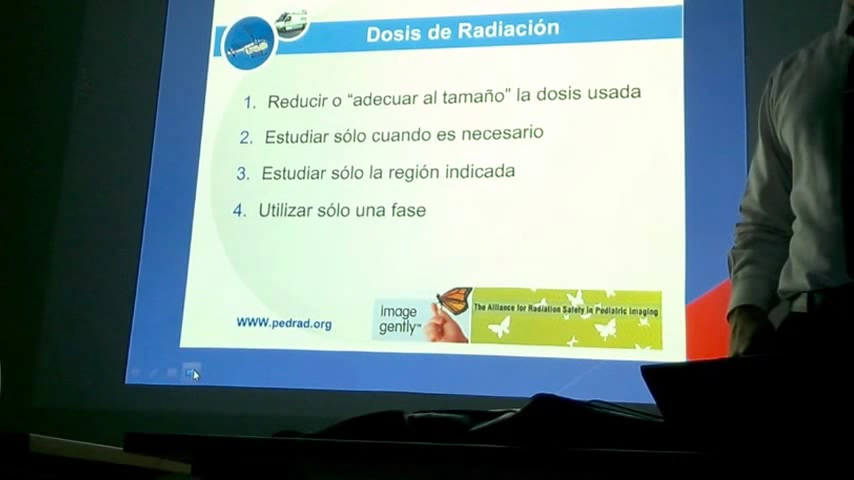 Dosis de Radiación
1. Reducir o "adecuar al tamaño" la dosis usada
2. Estudiar sólo cuando es necesario
3. Estudiar sólo la región indicada
4. Utilizar sólo una fase
image
gently™
The Alliance for Radiation Safety in Pediatric Imaging
WWW.pedrad.org